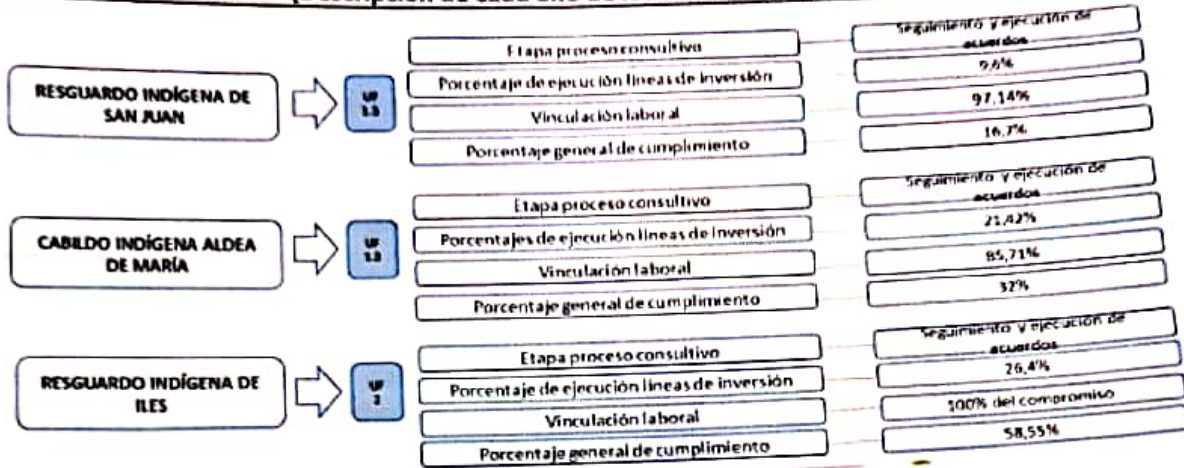 Etapa proceso consultivo
Seguimiento y ejecución de
acuerdos
RESGUARDO INDÍGENA DE
SAN JUAN
UF
Porcentaje de ejecución líneas de inversión
9,6%
Vinculación laboral
97,14%
Porcentaje general de cumplimiento
16,7%
Etapa proceso consultivo
Seguimiento y ejecución de
acuerdos
CABILDO INDÍGENA ALDEA
DE MARÍA
UF
Porcentajes de ejecución líneas de inversión
21,42%
Vinculación laboral
85,71%
Porcentaje general de cumplimiento
32%
Etapa proceso consultivo
Seguimiento y ejecución de
acuerdos
RESGUARDO INDÍGENA DE
ILES
UF
2
Porcentaje de ejecución líneas de inversión
26,4%
Vinculación laboral
100% del compromiso
Porcentaje general de cumplimiento
58,55%